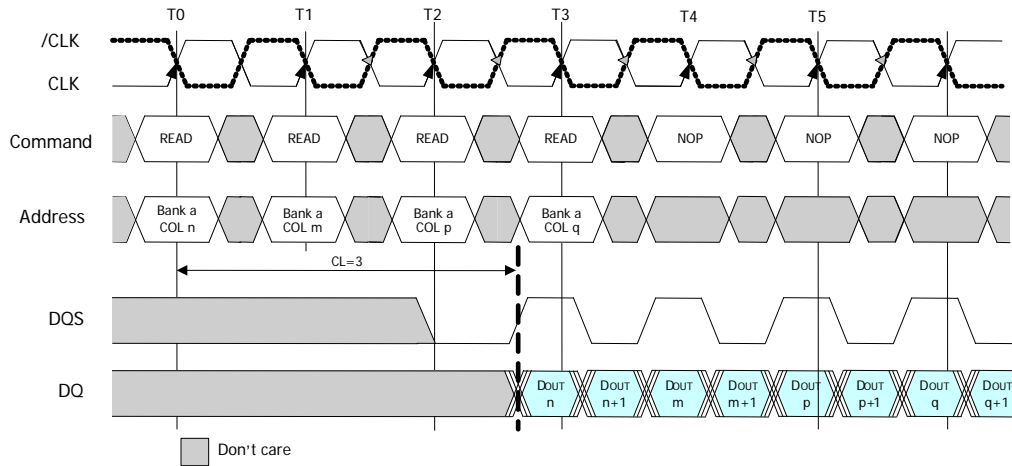 T0 T1 T2 T3 T4 T5
/CLK
CLK
Command READ READ READ READ NOP NOP NOP
Address Bank a COL n Bank a COL m Bank a COL p Bank a COL q
CL=3
DQS
DQ DOUT n DOUT n+1 DOUT m DOUT m+1 DOUT p DOUT p+1 DOUT q DOUT q+1
Don't care